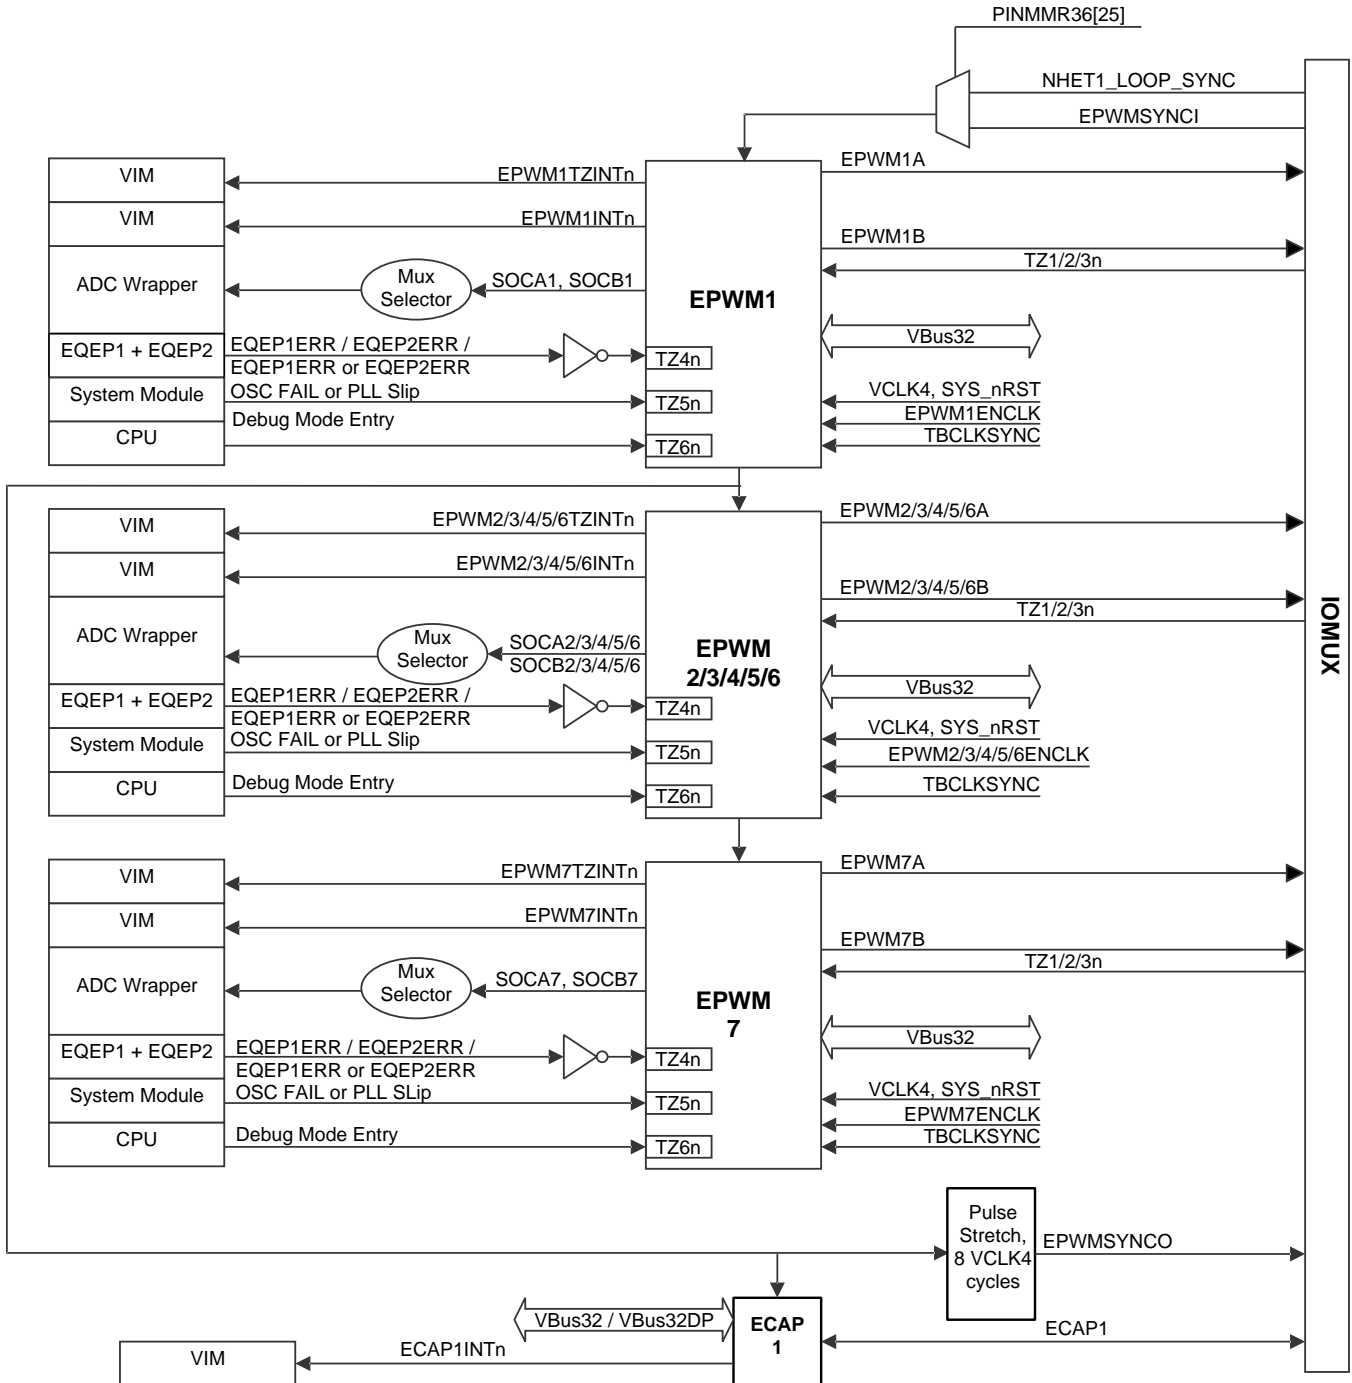 PINMMR36[25]
NHET1_LOOP_SYNC
EPWMSYNCI
VIM
EPWM1TZINTn
EPWM1A
VIM
EPWM1INTn
EPWM1B
TZ1/2/3n
ADC Wrapper
Mux
Selector
SOCA1, SOCB1
EPWM1
VBus32
EQEP1 + EQEP2
EQEP1ERR / EQEP2ERR /
EQEP1ERR or EQEP2ERR
TZ4n
System Module
OSC FAIL or PLL Slip
TZ5n
VCLK4, SYS_nRST
EPWM1ENCLK
TBCLKSYNC
CPU
Debug Mode Entry
TZ6n
VIM
EPWM2/3/4/5/6TZINTn
EPWM2/3/4/5/6A
VIM
EPWM2/3/4/5/6INTn
EPWM2/3/4/5/6B
TZ1/2/3n
IOMUX
ADC Wrapper
Mux
Selector
SOCA2/3/4/5/6
SOCB2/3/4/5/6
EPWM
2/3/4/5/6
VBus32
EQEP1 + EQEP2
EQEP1ERR / EQEP2ERR /
EQEP1ERR or EQEP2ERR
TZ4n
System Module
OSC FAIL or PLL Slip
TZ5n
VCLK4, SYS_nRST
EPWM2/3/4/5/6ENCLK
TBCLKSYNC
CPU
Debug Mode Entry
TZ6n
VIM
EPWM7TZINTn
EPWM7A
VIM
EPWM7INTn
EPWM7B
TZ1/2/3n
ADC Wrapper
Mux
Selector
SOCA7, SOCB7
EPWM
7
VBus32
EQEP1 + EQEP2
EQEP1ERR / EQEP2ERR /
EQEP1ERR or EQEP2ERR
TZ4n
System Module
OSC FAIL or PLL SLip
TZ5n
VCLK4, SYS_nRST
EPWM7ENCLK
TBCLKSYNC
CPU
Debug Mode Entry
TZ6n
Pulse
Stretch,
8 VCLK4
cycles
EPWMSYNCO
VBus32 / VBus32DP
ECAP
1
ECAP1
VIM
ECAP1INTn